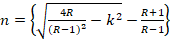 n = { √(4R/(R−1)² − k²) − (R+1)/(R−1)